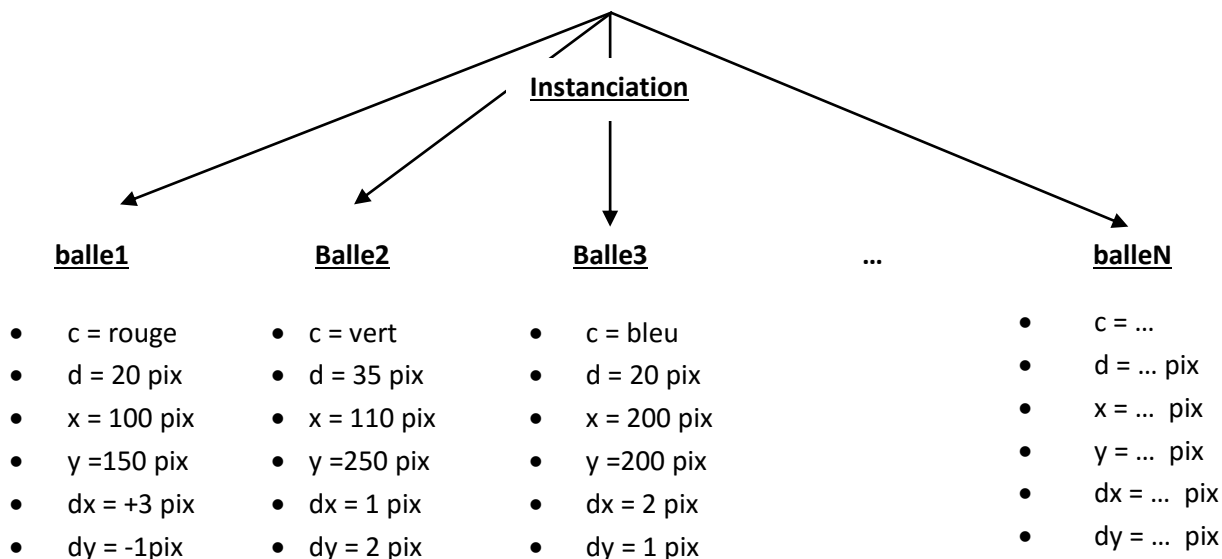 Instanciation
balle1
Balle2
Balle3
...
balleN
• c = rouge
• d = 20 pix
• x = 100 pix
• y =150 pix
• dx = +3 pix
• dy = -1pix
• c = vert
• d = 35 pix
• x = 110 pix
• y =250 pix
• dx = 1 pix
• dy = 2 pix
• c = bleu
• d = 20 pix
• x = 200 pix
• y =200 pix
• dx = 2 pix
• dy = 1 pix
• c = ...
• d = ... pix
• x = ... pix
• y = ... pix
• dx = ... pix
• dy = ... pix